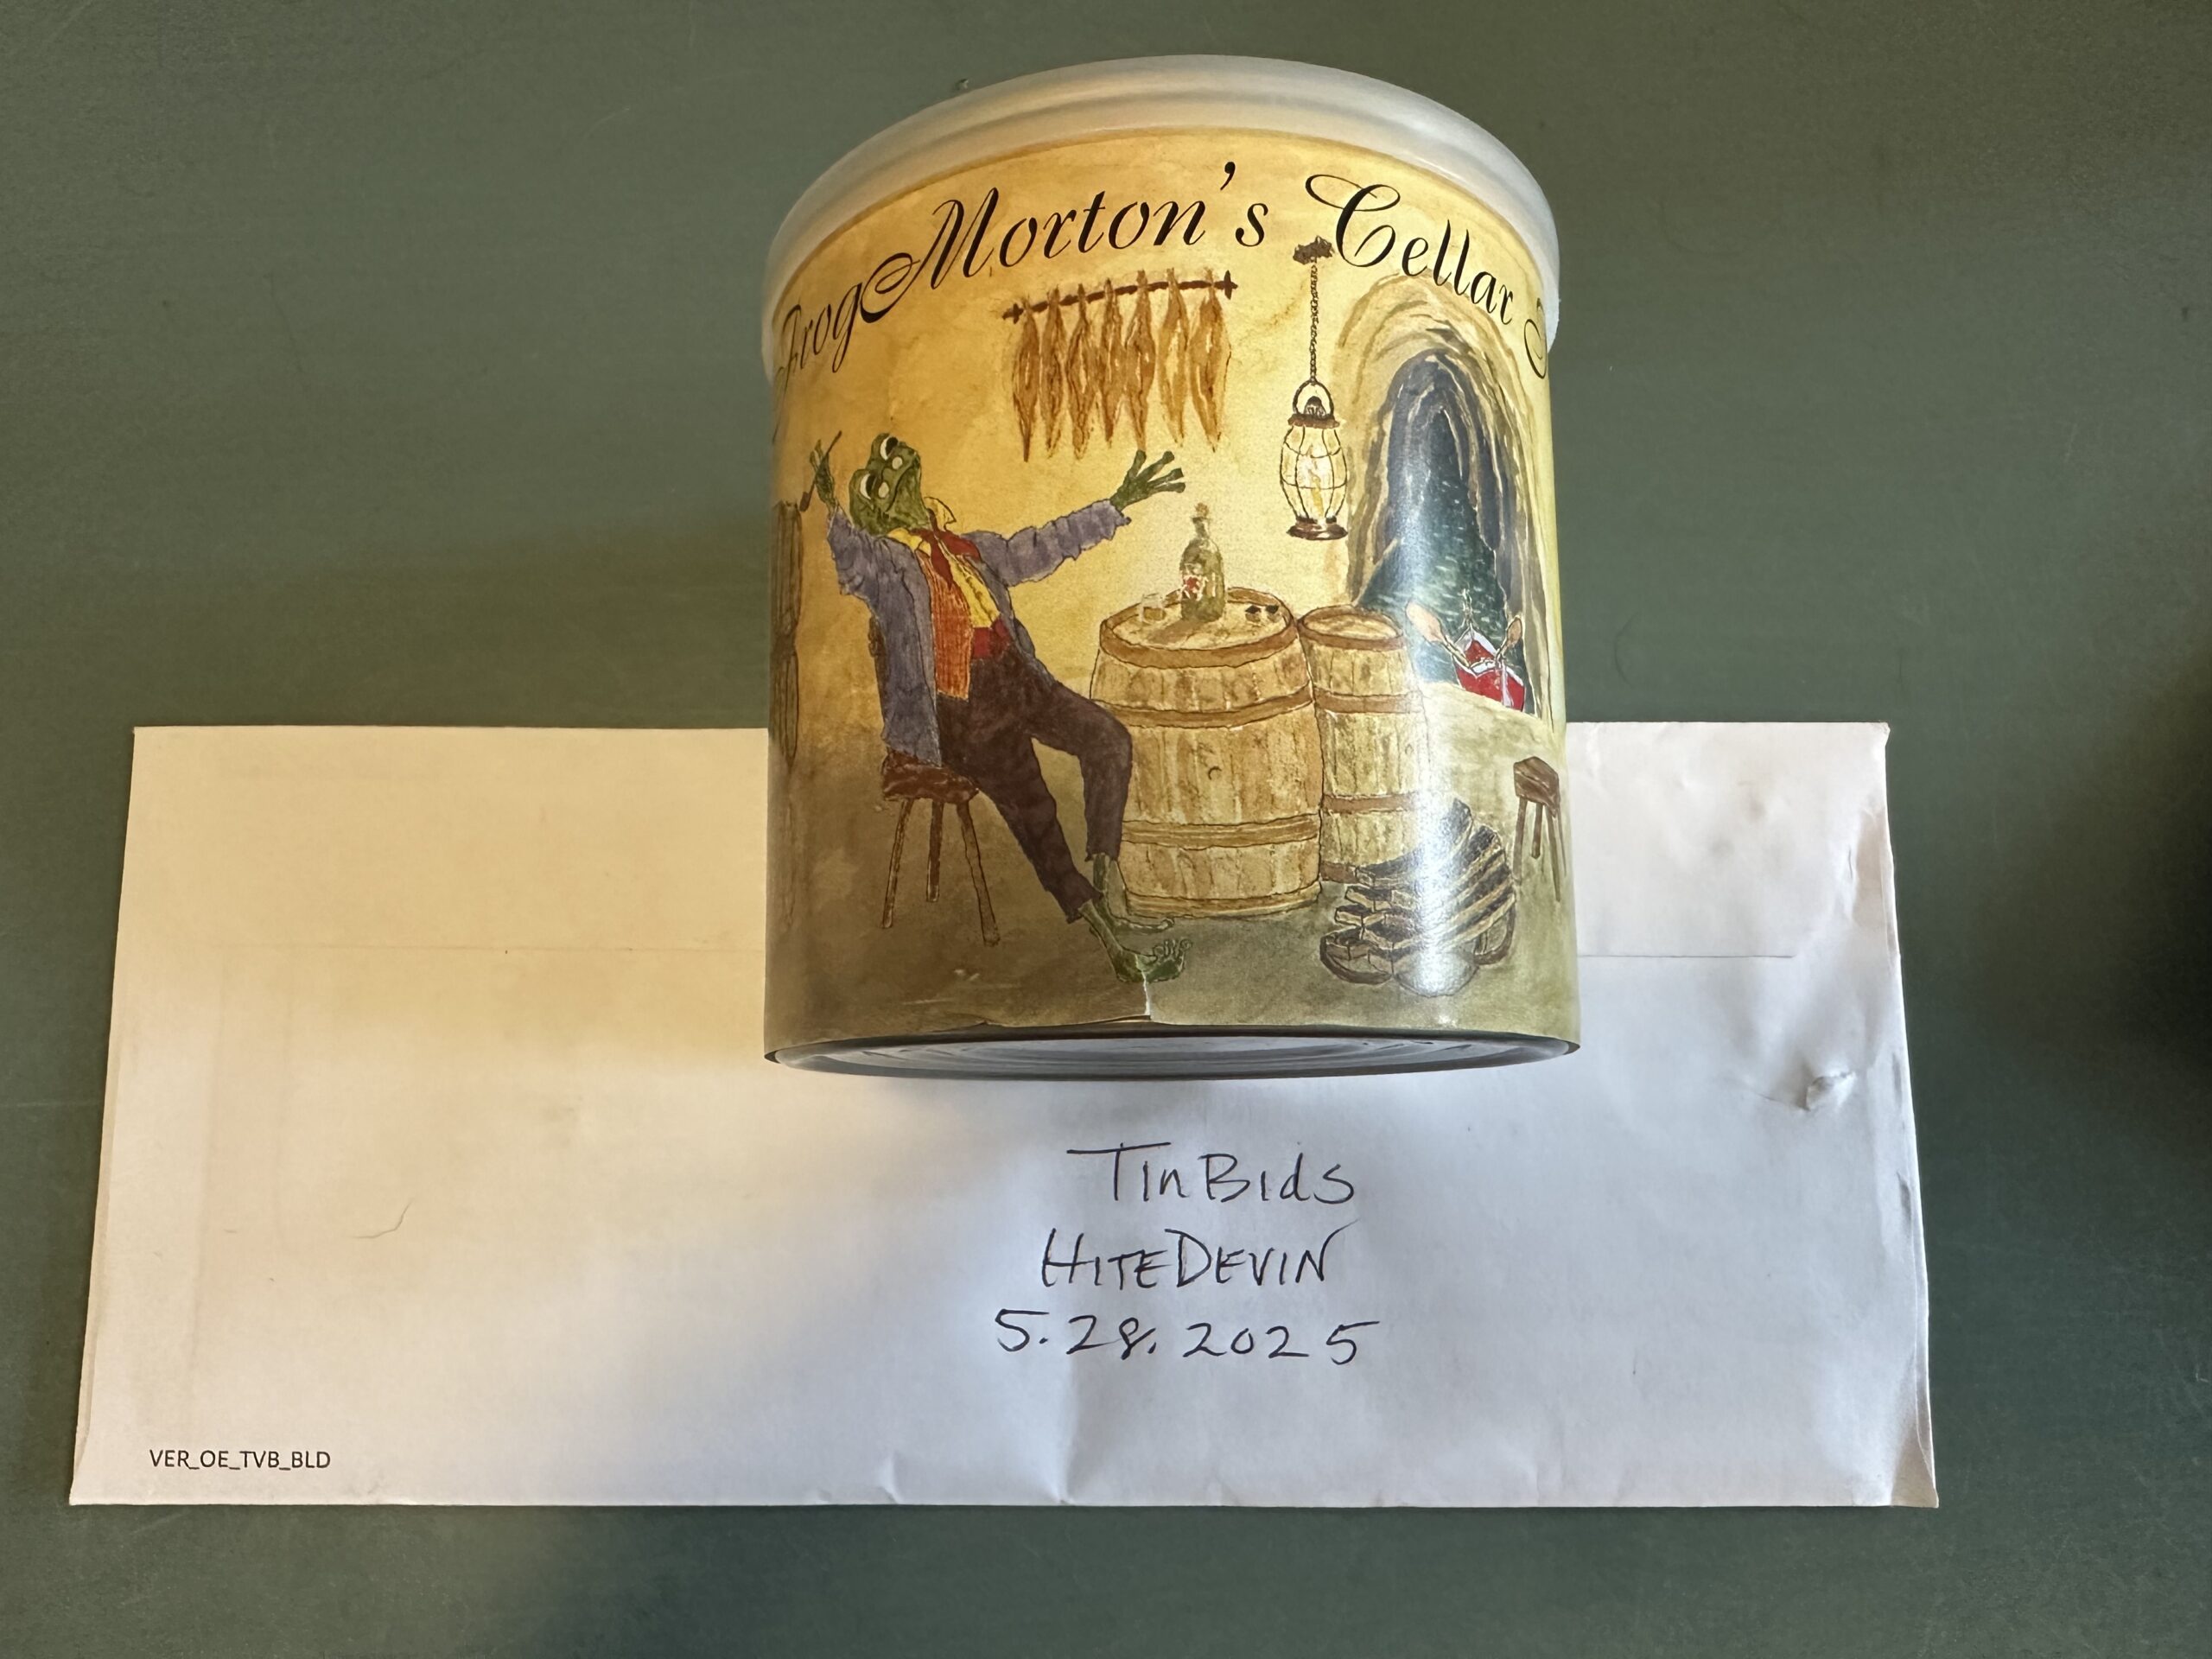 Frog Morton's Cellar
TinBids
HITEDEVIN
5.28.2025
VER_OE_TVB_BLD